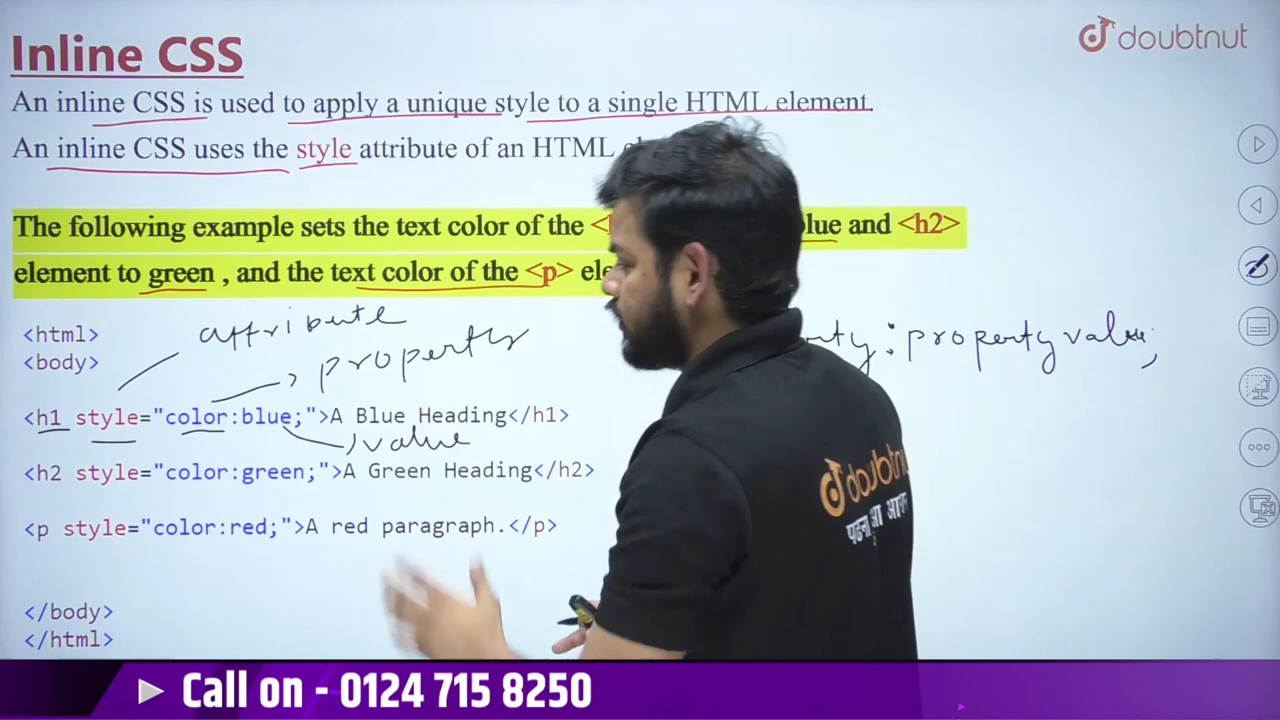 Inline CSS
doubtnut
An inline CSS is used to apply a unique style to a single HTML element.
An inline CSS uses the style attribute of an HTML
The following example sets the text color of the <h lue and <h2>
element to green , and the text color of the <p> ele
attribute
<html>
property
rty : property value ;
<body>
<h1 style="color:blue;">A Blue Heading</h1>
value
<h2 style="color:green;">A Green Heading</h2>
doubtnu
<p style="color:red;">A red paragraph.</p>
</body>
</html>
Call on - 0124 715 8250